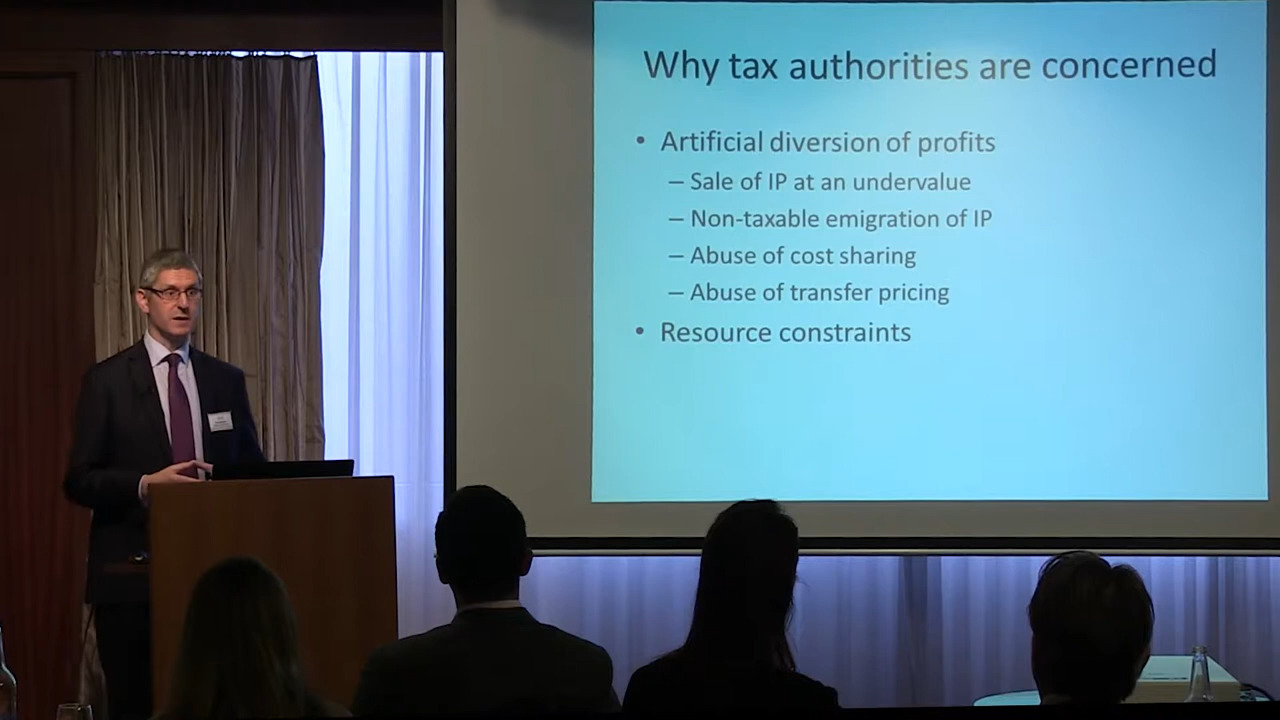 Why tax authorities are concerned
• Artificial diversion of profits
– Sale of IP at an undervalue
– Non-taxable emigration of IP
– Abuse of cost sharing
– Abuse of transfer pricing
• Resource constraints